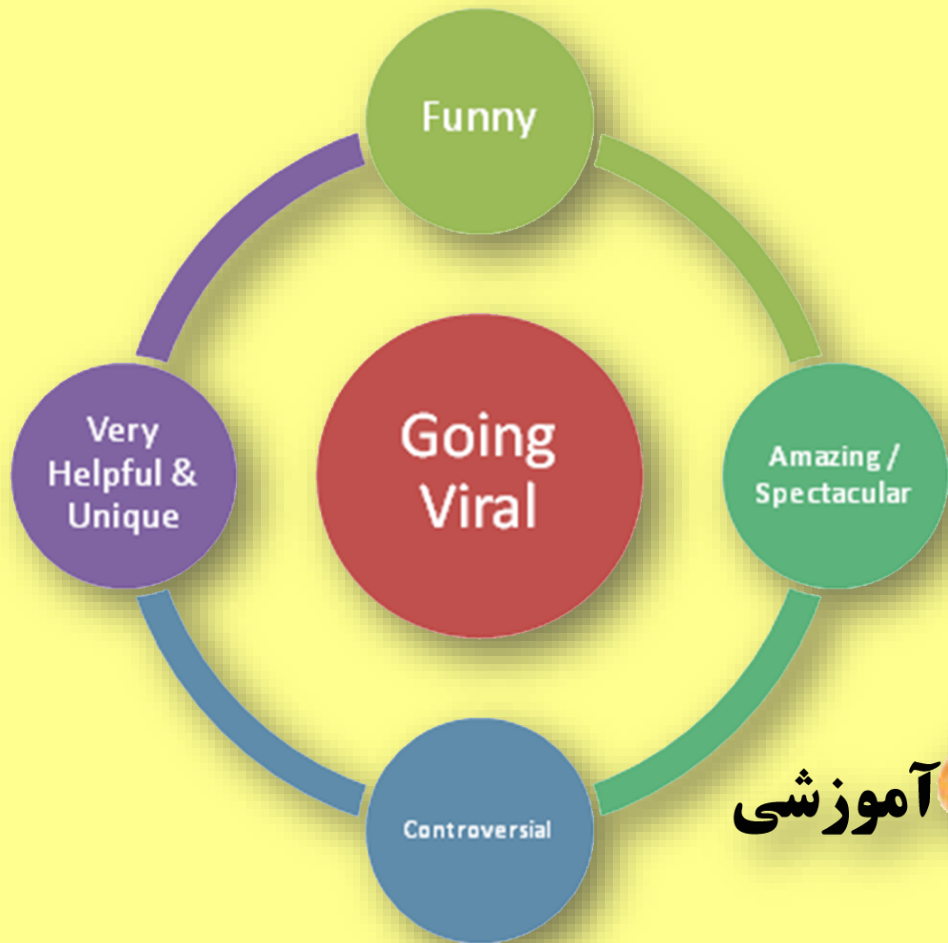 Funny
Going
Viral
Very
Helpful &
Unique
Amazing /
Spectacular
Controversial
آموزشی